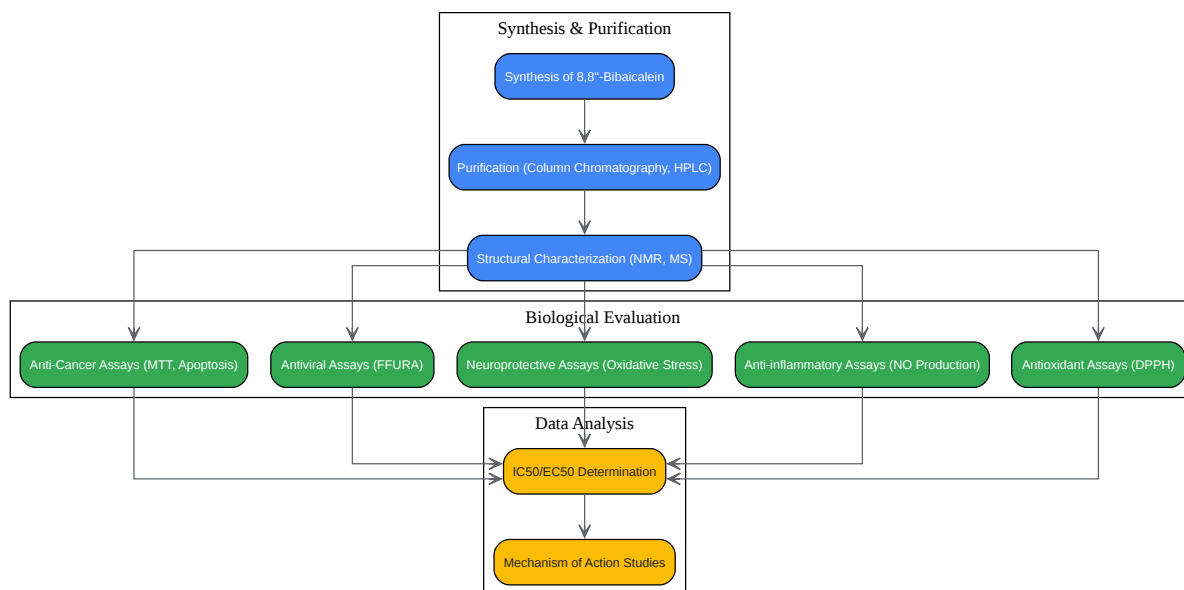 Synthesis & Purification
Synthesis of 8,8"-Bibaicalein
Purification (Column Chromatography, HPLC)
Structural Characterization (NMR, MS)
Biological Evaluation
Anti-Cancer Assays (MTT, Apoptosis)
Antiviral Assays (FFURA)
Neuroprotective Assays (Oxidative Stress)
Anti-inflammatory Assays (NO Production)
Antioxidant Assays (DPPH)
Data Analysis
IC50/EC50 Determination
Mechanism of Action Studies